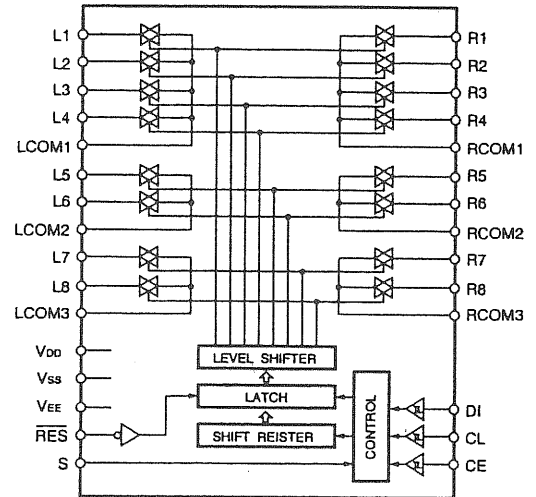 L1
L2
L3
L4
LCOM1
L5
L6
LCOM2
L7
L8
LCOM3
VDD
VSS
VEE
RES
S
R1
R2
R3
R4
RCOM1
R5
R6
RCOM2
R7
R8
RCOM3
DI
CL
CE
LEVEL SHIFTER
LATCH
SHIFT REISTER
CONTROL